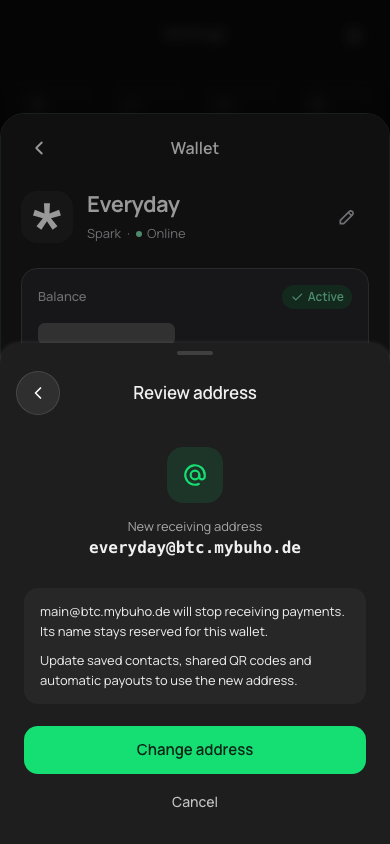 Wallet
Everyday
Spark · Online
Balance
Active
Review address
New receiving address
everyday@btc.mybuho.de
main@btc.mybuho.de will stop receiving payments.
Its name stays reserved for this wallet.
Update saved contacts, shared QR codes and
automatic payouts to use the new address.
Change address
Cancel